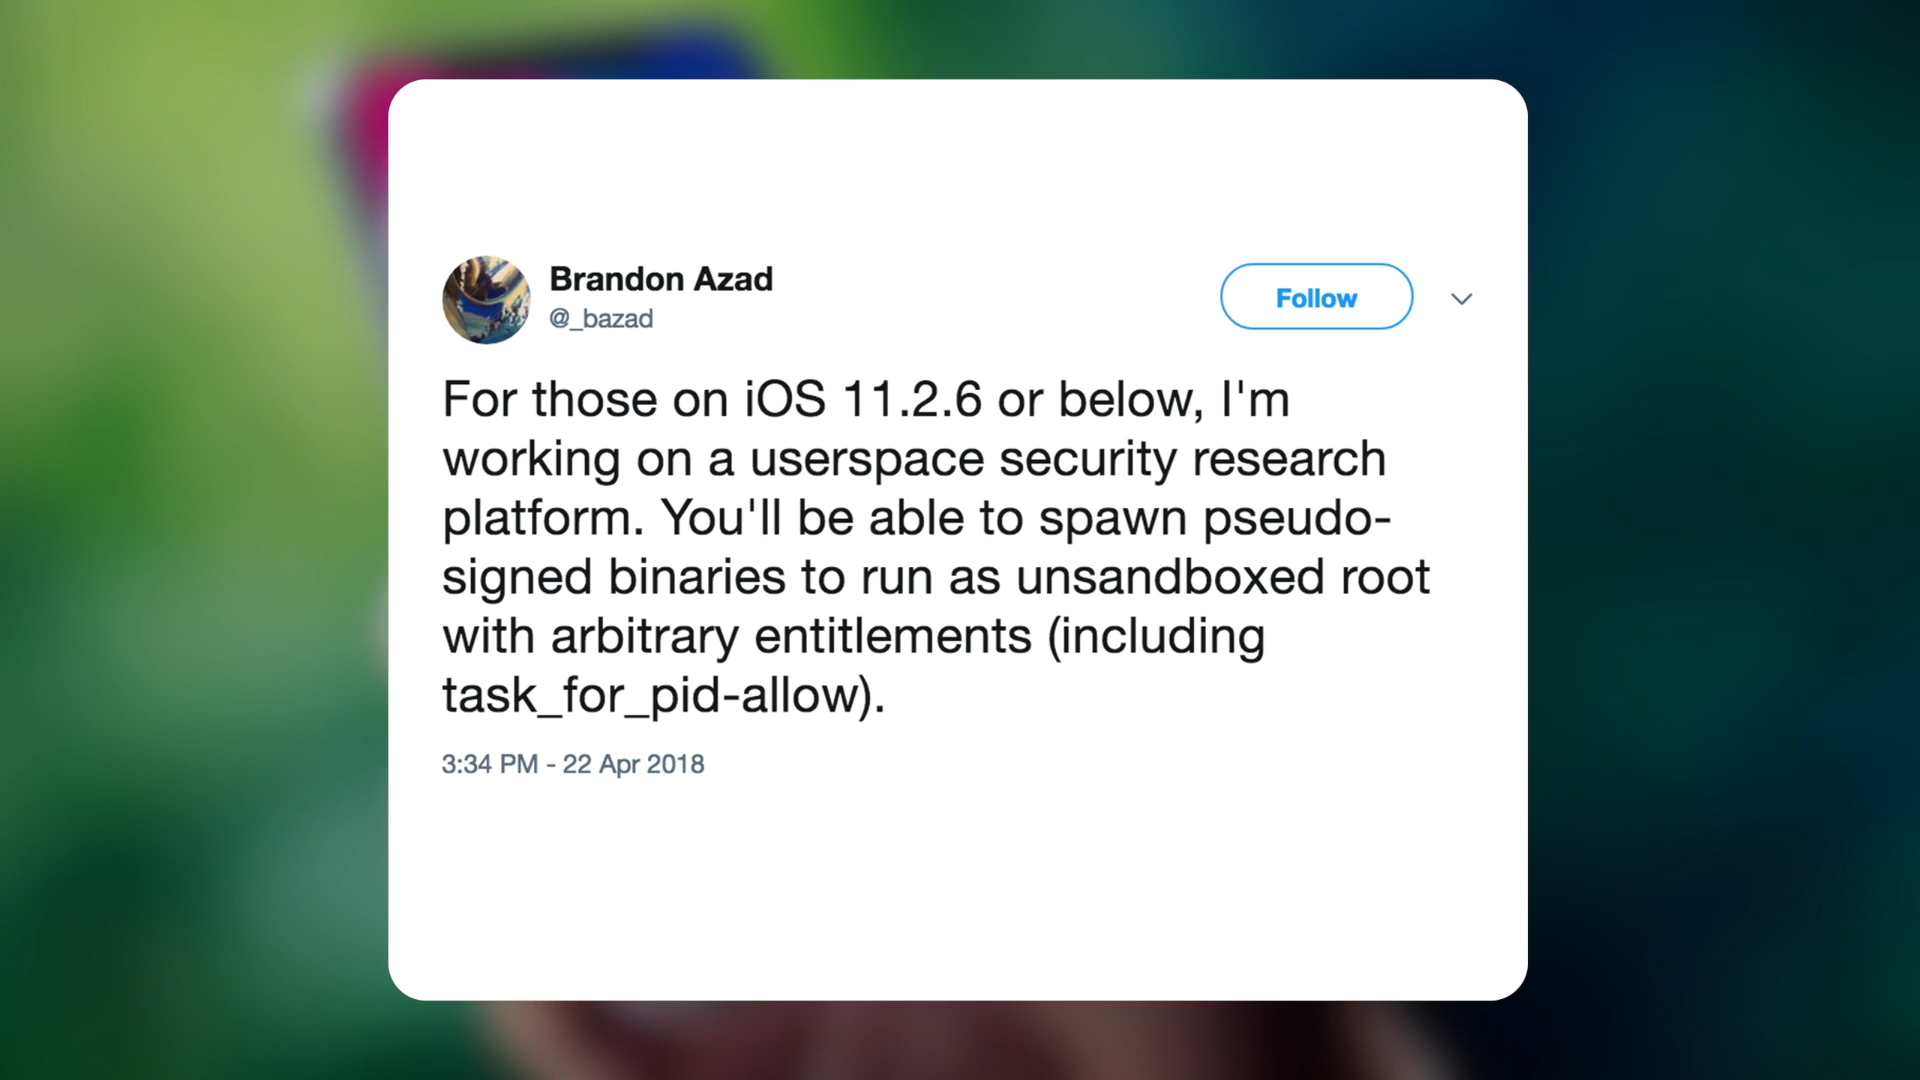 Brandon Azad
@_bazad
Follow
For those on iOS 11.2.6 or below, I'm
working on a userspace security research
platform. You'll be able to spawn pseudo-
signed binaries to run as unsandboxed root
with arbitrary entitlements (including
task_for_pid-allow).
3:34 PM - 22 Apr 2018